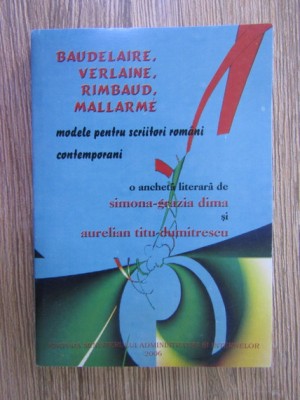 BAUDELAIRE,
VERLAINE,
RIMBAUD,
MALLARME
modele pentru scriitori români
contemporani
o anchetă literară de
simona-grazia dima
și
aurelian titu dumitrescu
2006